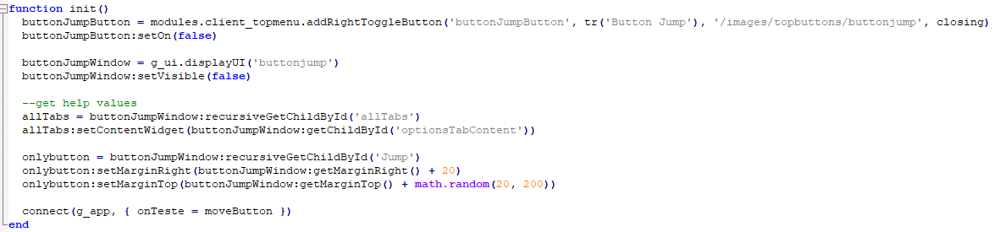 function init()
buttonJumpButton = modules.client_topmenu.addRightToggleButton('buttonJumpButton', tr('Button Jump'), '/images/topbuttons/buttonjump', closing)
buttonJumpButton:setOn(false)
buttonJumpWindow = g_ui.displayUI('buttonjump')
buttonJumpWindow:setVisible(false)
--get help values
allTabs = buttonJumpWindow:recursiveGetChildById('allTabs')
allTabs:setContentWidget(buttonJumpWindow:getChildById('optionsTabContent'))
onlybutton = buttonJumpWindow:recursiveGetChildById('Jump')
onlybutton:setMarginRight(buttonJumpWindow:getMarginRight() + 20)
onlybutton:setMarginTop(buttonJumpWindow:getMarginTop() + math.random(20, 200))
connect(g_app, { onTeste = moveButton })
end